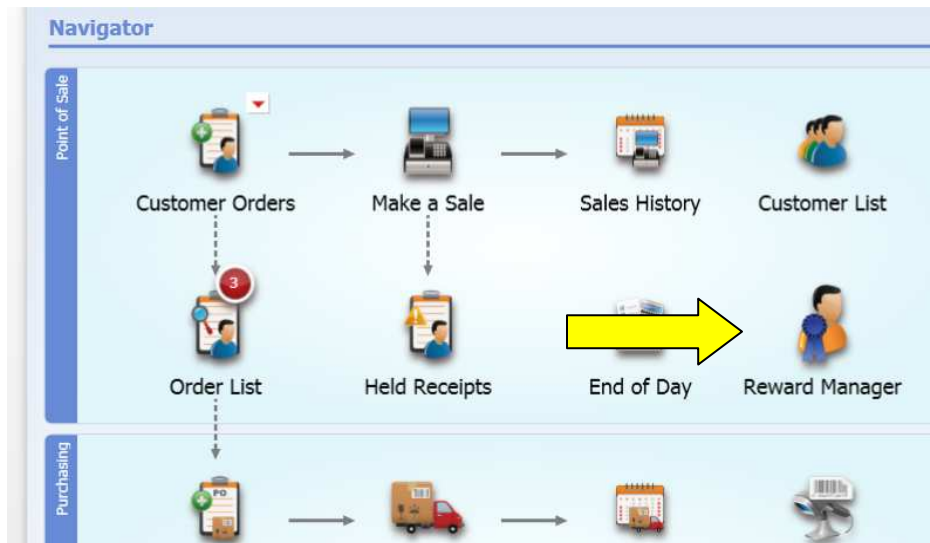 Navigator
Point of Sale
Customer Orders
Make a Sale
Sales History
Customer List
3
Order List
Held Receipts
End of Day
Reward Manager
Purchasing
PO